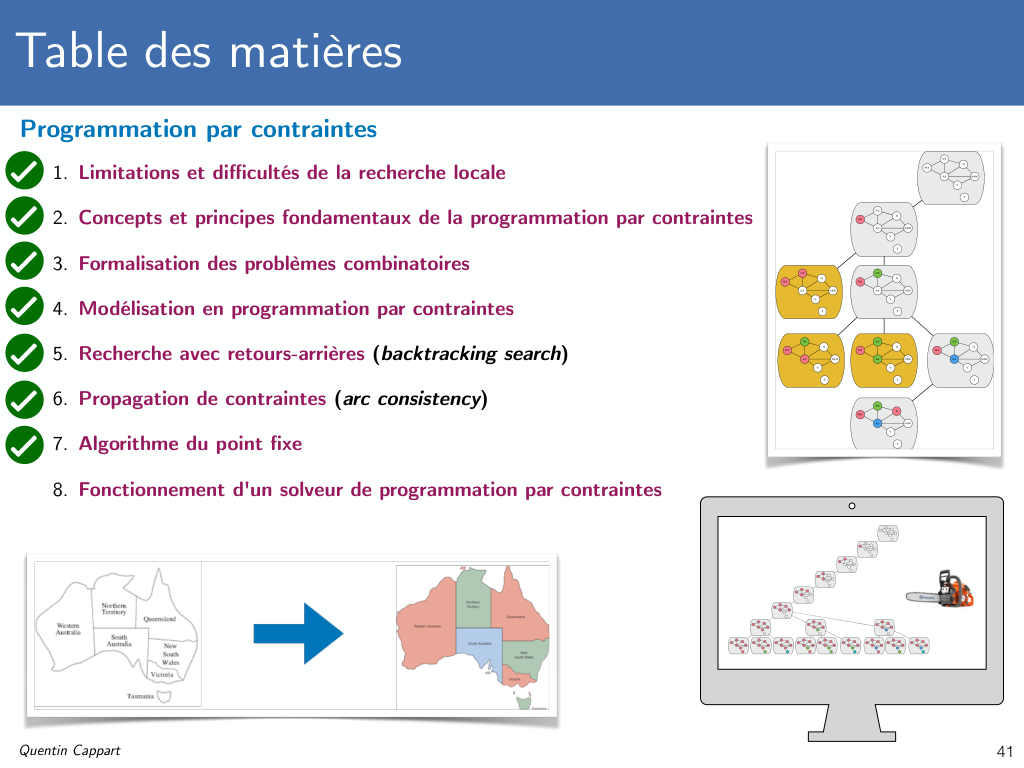 Table des matières
Programmation par contraintes
1. Limitations et difficultés de la recherche locale
2. Concepts et principes fondamentaux de la programmation par contraintes
3. Formalisation des problèmes combinatoires
4. Modélisation en programmation par contraintes
5. Recherche avec retours-arrières (backtracking search)
6. Propagation de contraintes (arc consistency)
7. Algorithme du point fixe
8. Fonctionnement d'un solveur de programmation par contraintes
Northern
Territory
Western
Australia
Queensland
South
Australia
New
South
Wales
Victoria
Tasmania
Northern
Territory
Western Australia
Queensland
South Australia
New South Wales
Victoria
Quentin Cappart
41